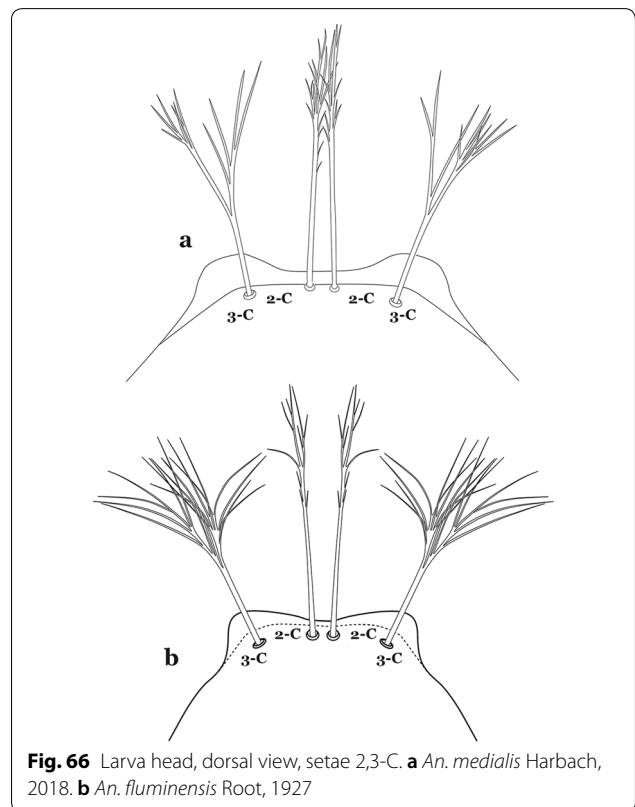 a
2-C 2-C
3-C 3-C
2-C 2-C
b
3-C 3-C
Fig. 66 Larva head, dorsal view, setae 2,3-C. a An. medialis Harbach,
2018. b An. fluminensis Root, 1927